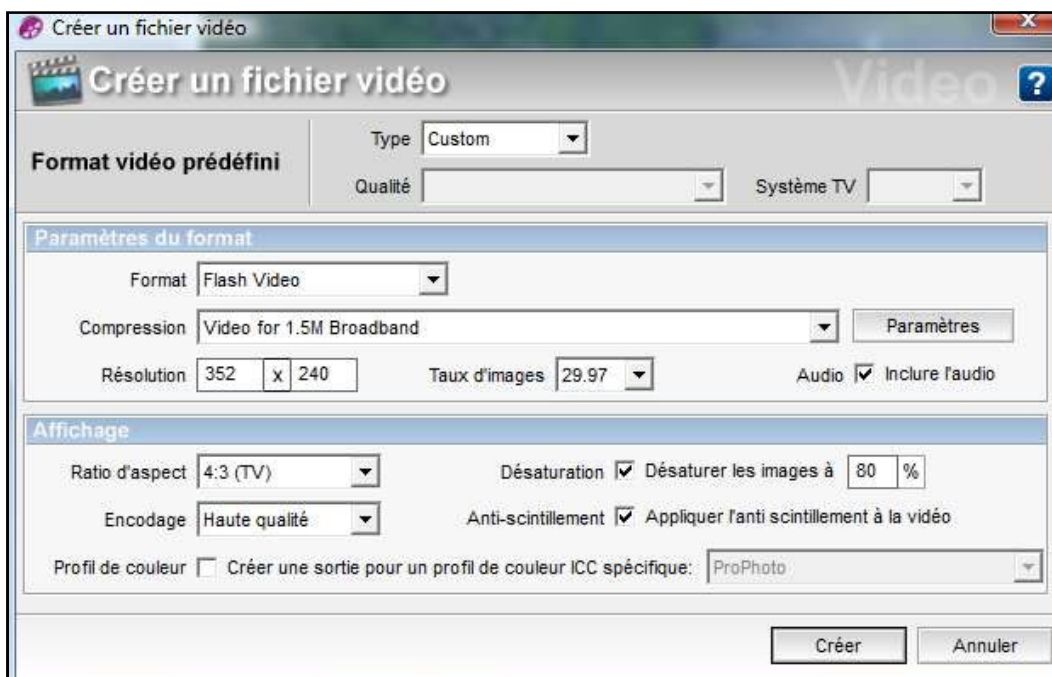 Créer un fichier vidéo
X
Créer un fichier vidéo
Video
?
Format vidéo prédéfini
Type Custom
Qualité
Système TV
Paramètres du format
Format Flash Video
Compression Video for 1.5M Broadband Paramètres
Résolution 352 x 240 Taux d'images 29.97 Audio Inclure l'audio
Affichage
Ratio d'aspect 4:3 (TV) Désaturation Désaturer les images à 80 %
Encodage Haute qualité Anti-scintillement Appliquer l'anti scintillement à la vidéo
Profil de couleur Créer une sortie pour un profil de couleur ICC spécifique: ProPhoto
Créer Annuler